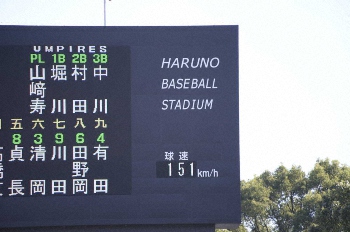 UMPIRES
PL 1B 2B 3B
山 堀 村 中
﨑
寿 川 田 川
五 六 七 八 九
8 3 9 6 4
貞 清 川 田 有
野
長 岡 田 岡 田
HARUNO
BASEBALL
STADIUM
球速
151 km/h